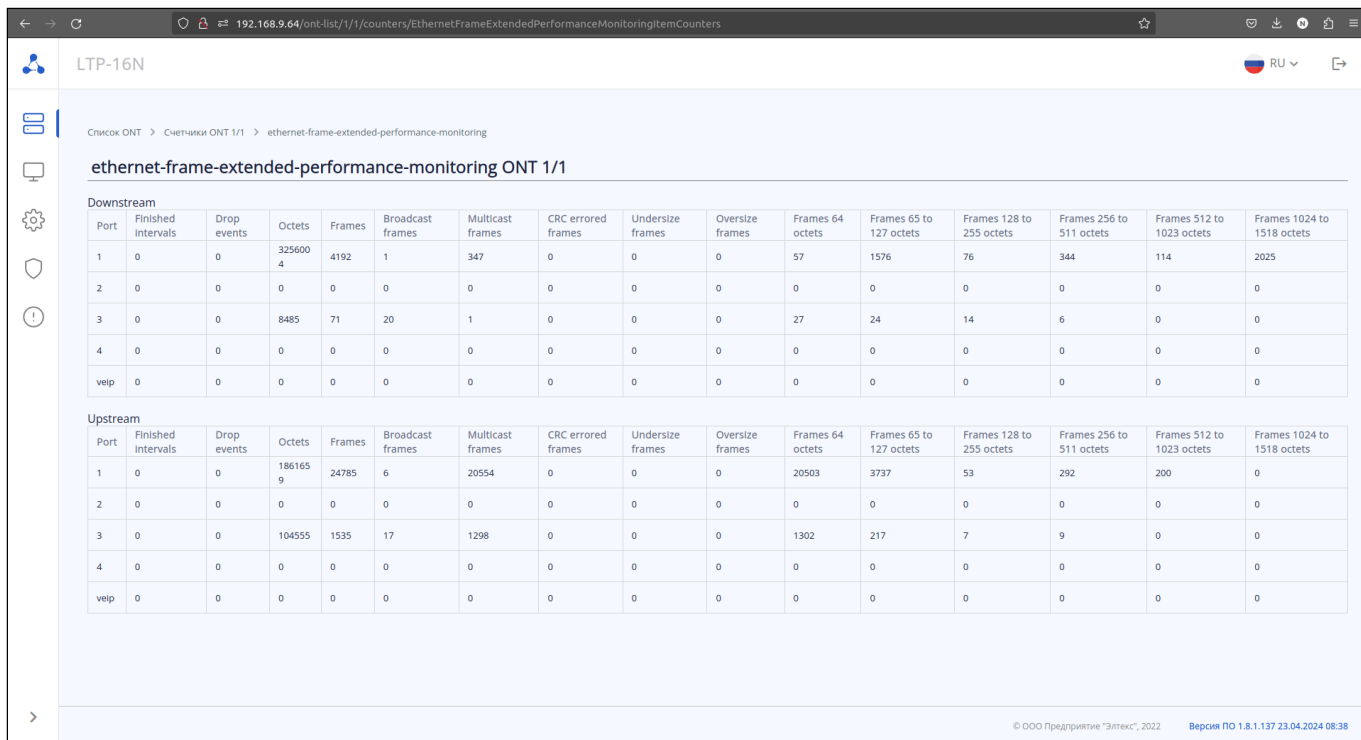 192.168.9.64/ont-list/1/1/counters/EthernetFrameExtendedPerformanceMonitoringItemCounters
N
LTP-16N
RU
Список ONT > Счетчики ONT 1/1 > ethernet-frame-extended-performance-monitoring
ethernet-frame-extended-performance-monitoring ONT 1/1
Downstream
Port Finished intervals Drop events Octets Frames Broadcast frames Multicast frames CRC errored frames Undersize frames Oversize frames Frames 64 octets Frames 65 to 127 octets Frames 128 to 255 octets Frames 256 to 511 octets Frames 512 to 1023 octets Frames 1024 to 1518 octets
1 0 0 3256004 4192 1 347 0 0 0 57 1576 76 344 114 2025
2 0 0 0 0 0 0 0 0 0 0 0 0 0 0 0
3 0 0 8485 71 20 1 0 0 0 27 24 14 6 0 0
4 0 0 0 0 0 0 0 0 0 0 0 0 0 0 0
veip 0 0 0 0 0 0 0 0 0 0 0 0 0 0 0
Upstream
Port Finished intervals Drop events Octets Frames Broadcast frames Multicast frames CRC errored frames Undersize frames Oversize frames Frames 64 octets Frames 65 to 127 octets Frames 128 to 255 octets Frames 256 to 511 octets Frames 512 to 1023 octets Frames 1024 to 1518 octets
1 0 0 1861659 24785 6 20554 0 0 0 20503 3737 53 292 200 0
2 0 0 0 0 0 0 0 0 0 0 0 0 0 0 0
3 0 0 104555 1535 17 1298 0 0 0 1302 217 7 9 0 0
4 0 0 0 0 0 0 0 0 0 0 0 0 0 0 0
veip 0 0 0 0 0 0 0 0 0 0 0 0 0 0 0
© ООО Предприятие "Элтекс", 2022 Версия ПО 1.8.1.137 23.04.2024 08:38